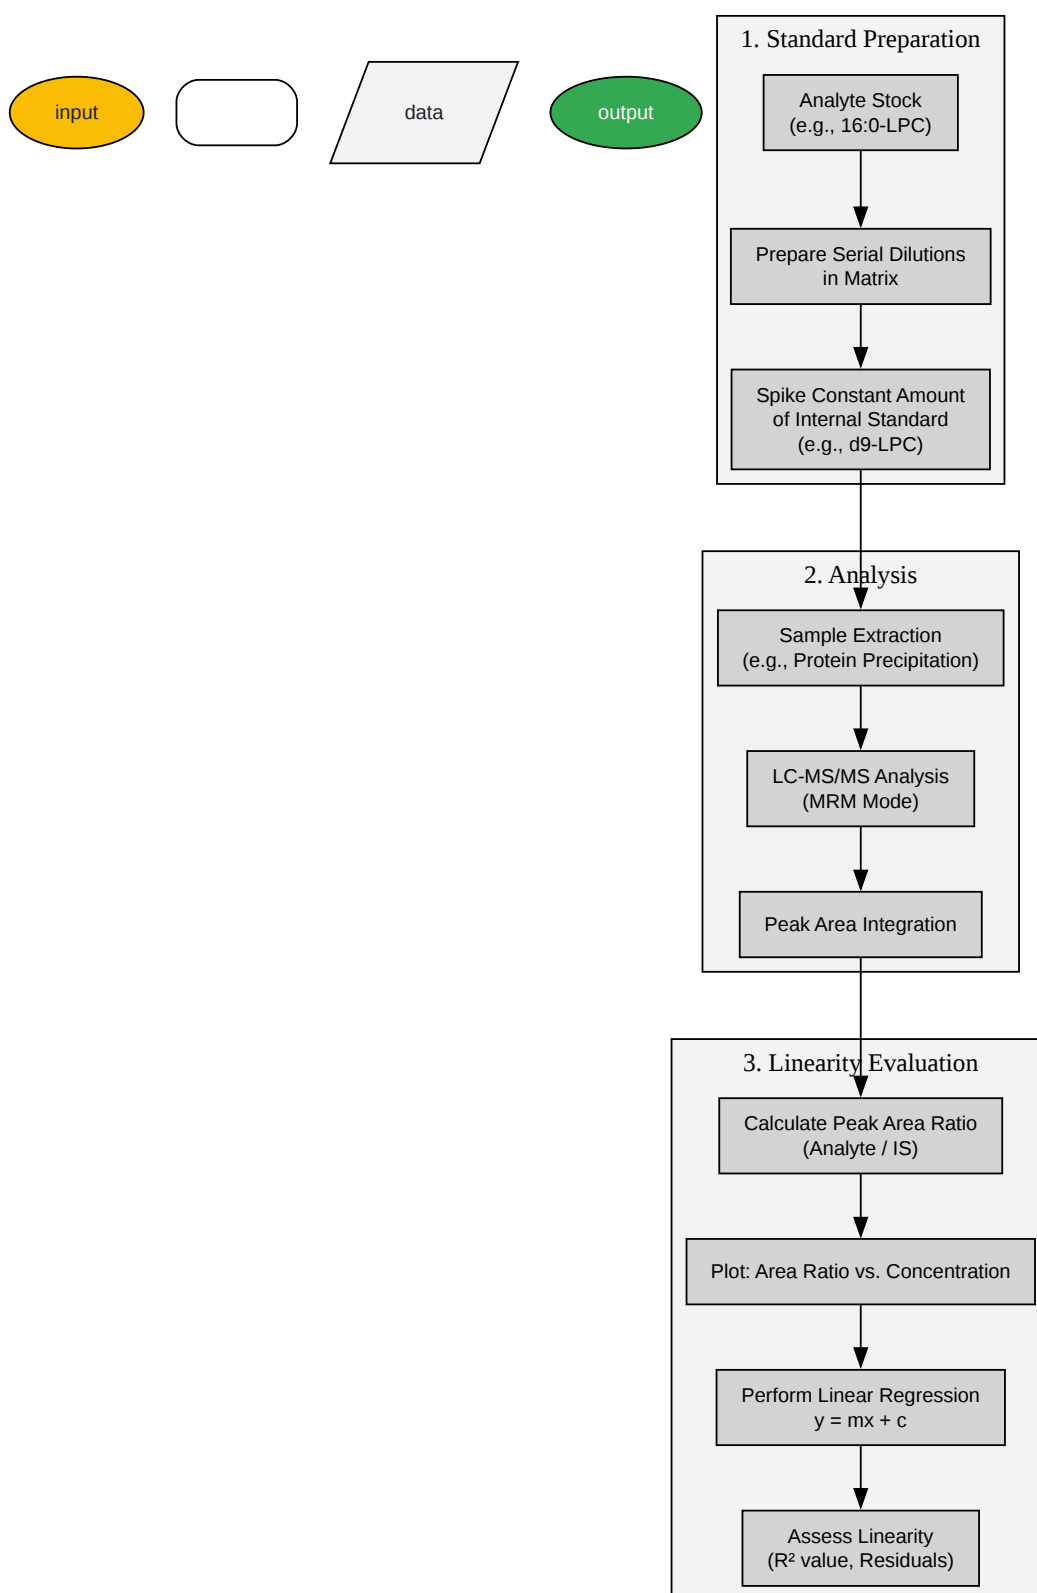 input
data
output
1. Standard Preparation
Analyte Stock
(e.g., 16:0-LPC)
Prepare Serial Dilutions
in Matrix
Spike Constant Amount
of Internal Standard
(e.g., d9-LPC)
2. Analysis
Sample Extraction
(e.g., Protein Precipitation)
LC-MS/MS Analysis
(MRM Mode)
Peak Area Integration
3. Linearity Evaluation
Calculate Peak Area Ratio
(Analyte / IS)
Plot: Area Ratio vs. Concentration
Perform Linear Regression
y = mx + c
Assess Linearity
(R² value, Residuals)